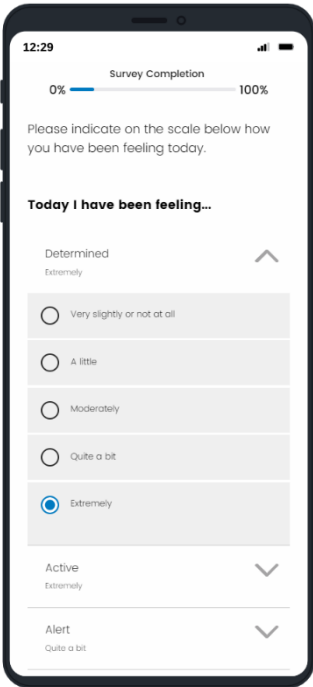 12:29
Survey Completion
0% 100%
Please indicate on the scale below how
you have been feeling today.
Today I have been feeling...
Determined
Extremely
Very slightly or not at all
A little
Moderately
Quite a bit
Extremely
Active
Extremely
Alert
Quite a bit